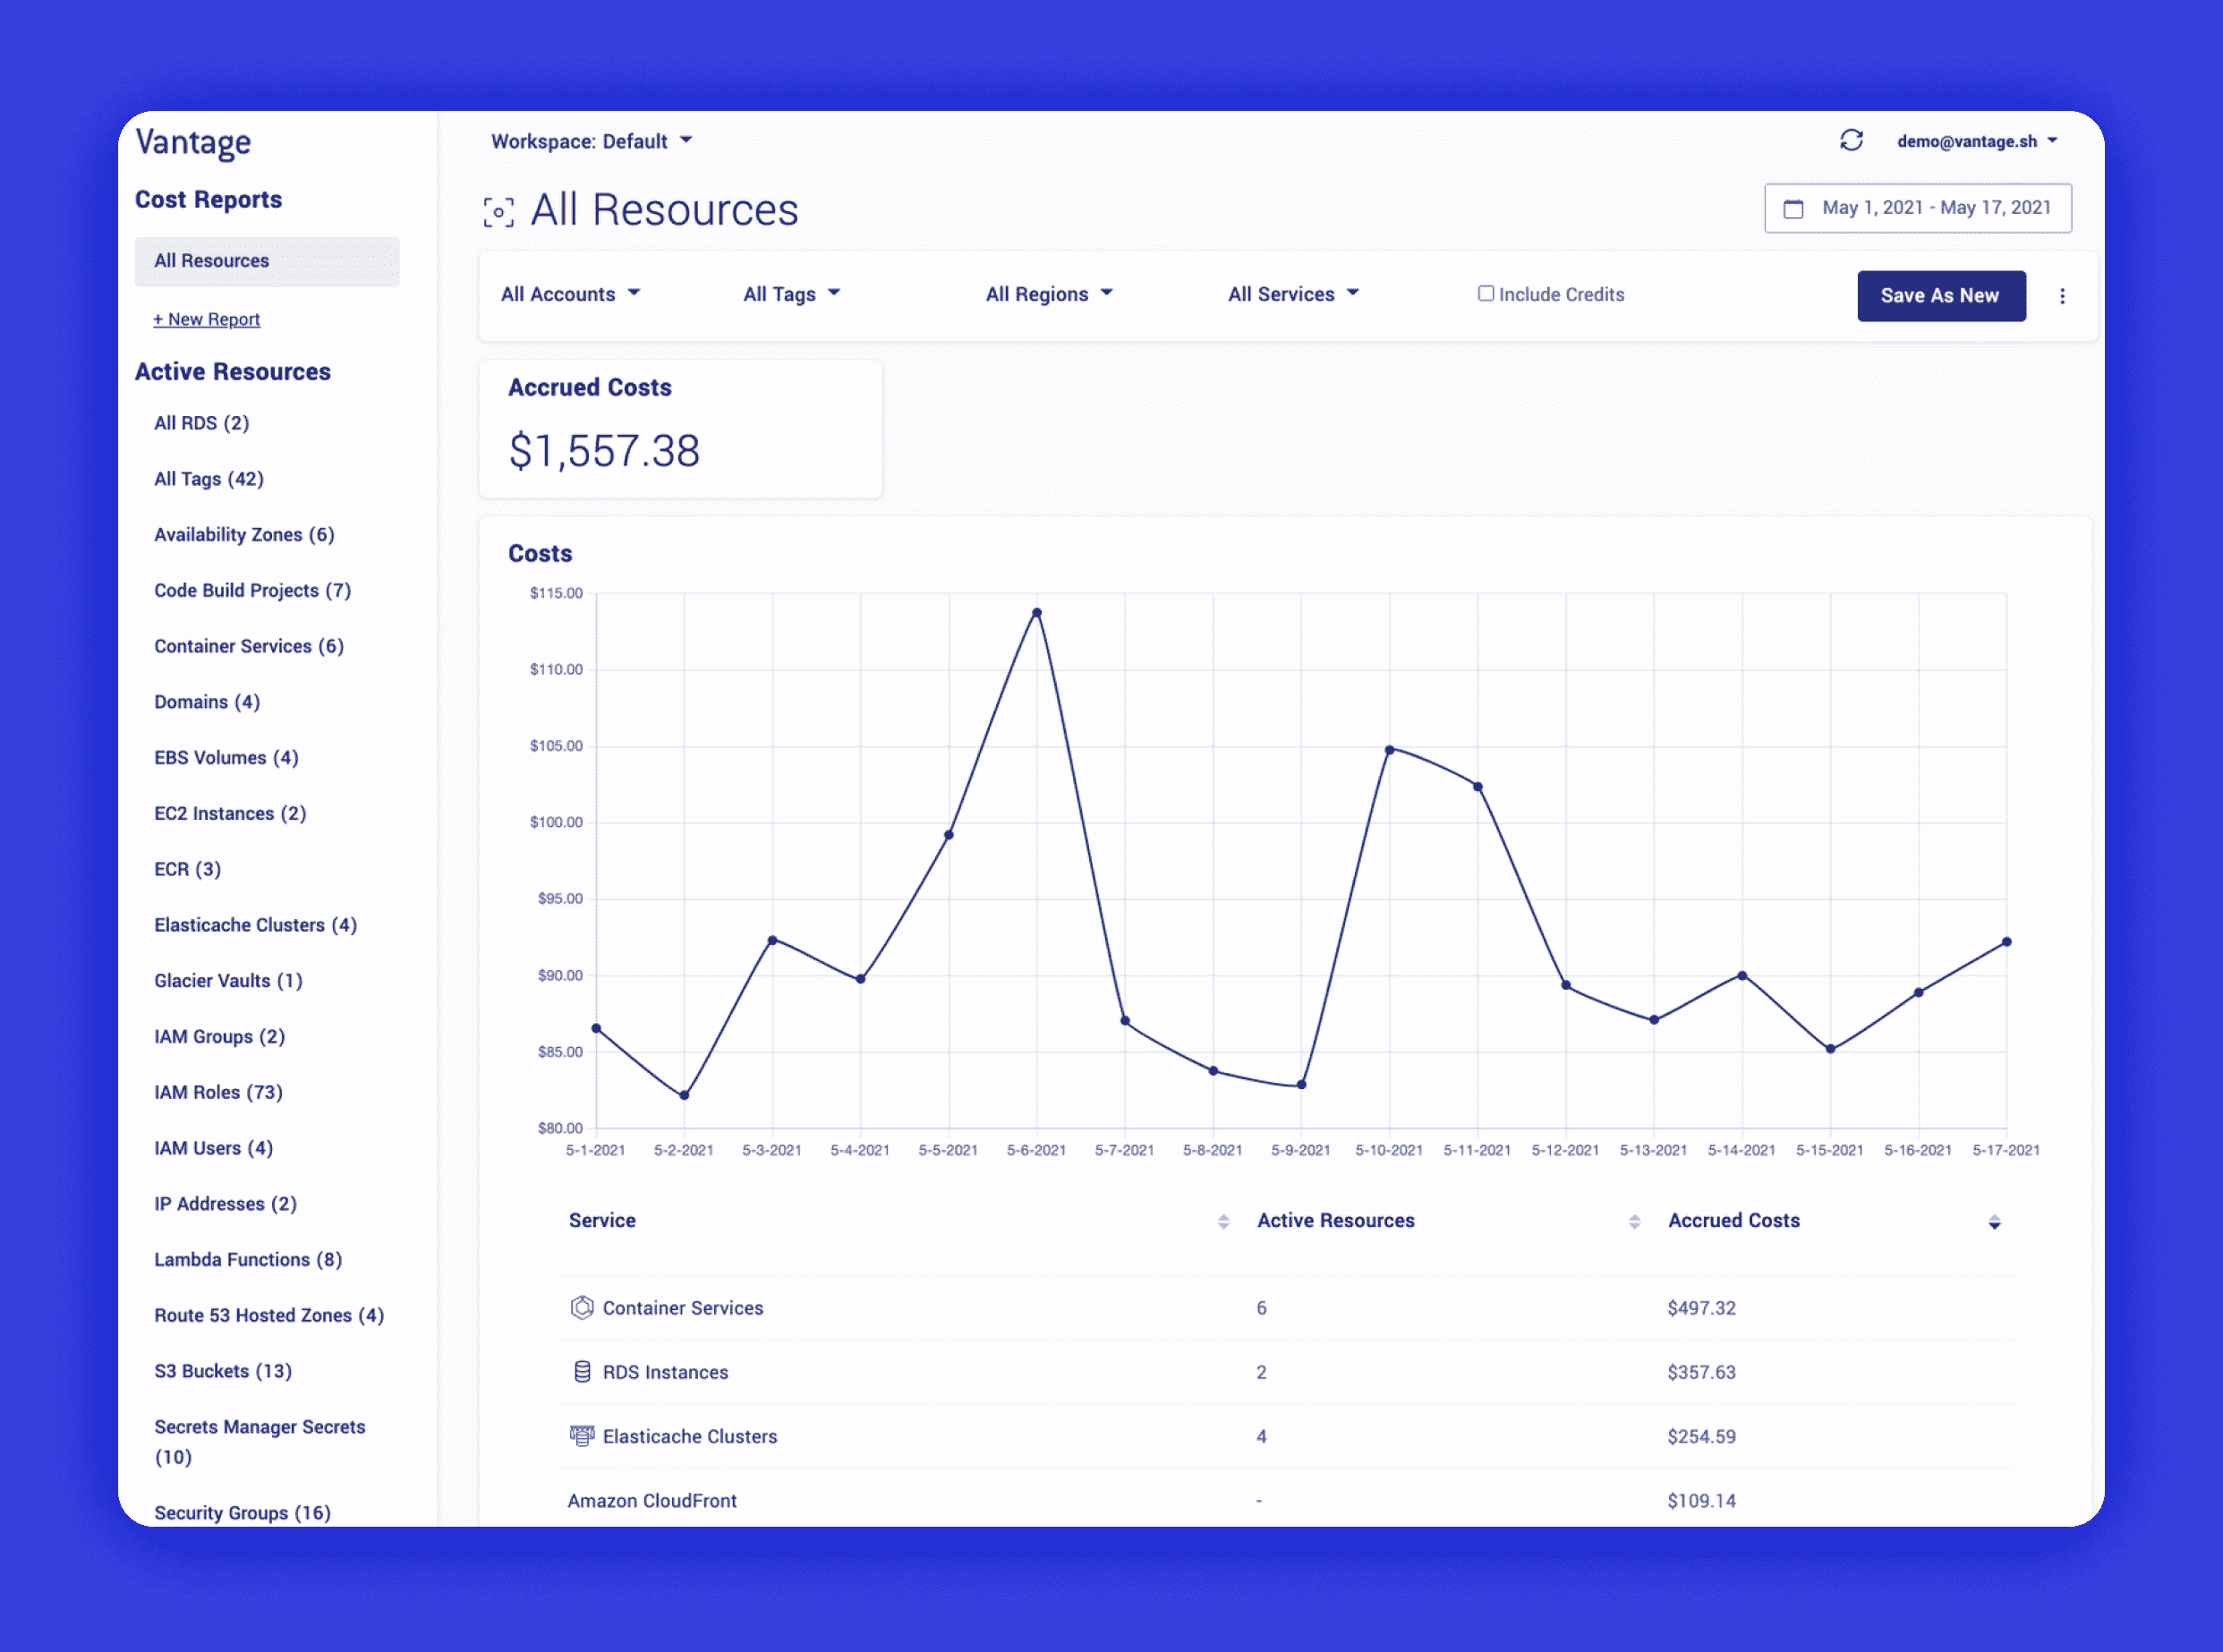 Vantage
Cost Reports
All Resources
+ New Report
Active Resources
All RDS (2)
All Tags (42)
Availability Zones (6)
Code Build Projects (7)
Container Services (6)
Domains (4)
EBS Volumes (4)
EC2 Instances (2)
ECR (3)
Elasticache Clusters (4)
Glacier Vaults (1)
IAM Groups (2)
IAM Roles (73)
IAM Users (4)
IP Addresses (2)
Lambda Functions (8)
Route 53 Hosted Zones (4)
S3 Buckets (13)
Secrets Manager Secrets
(10)
Security Groups (16)
Workspace: Default
demo@vantage.sh
All Resources
May 1, 2021 - May 17, 2021
All Accounts All Tags All Regions All Services Include Credits Save As New
Accrued Costs
$1,557.38
Costs
$115.00
$110.00
$105.00
$100.00
$95.00
$90.00
$85.00
$80.00
5-1-2021 5-2-2021 5-3-2021 5-4-2021 5-5-2021 5-6-2021 5-7-2021 5-8-2021 5-9-2021 5-10-2021 5-11-2021 5-12-2021 5-13-2021 5-14-2021 5-15-2021 5-16-2021 5-17-2021
Service Active Resources Accrued Costs
Container Services 6 $497.32
RDS Instances 2 $357.63
Elasticache Clusters 4 $254.59
Amazon CloudFront - $109.14